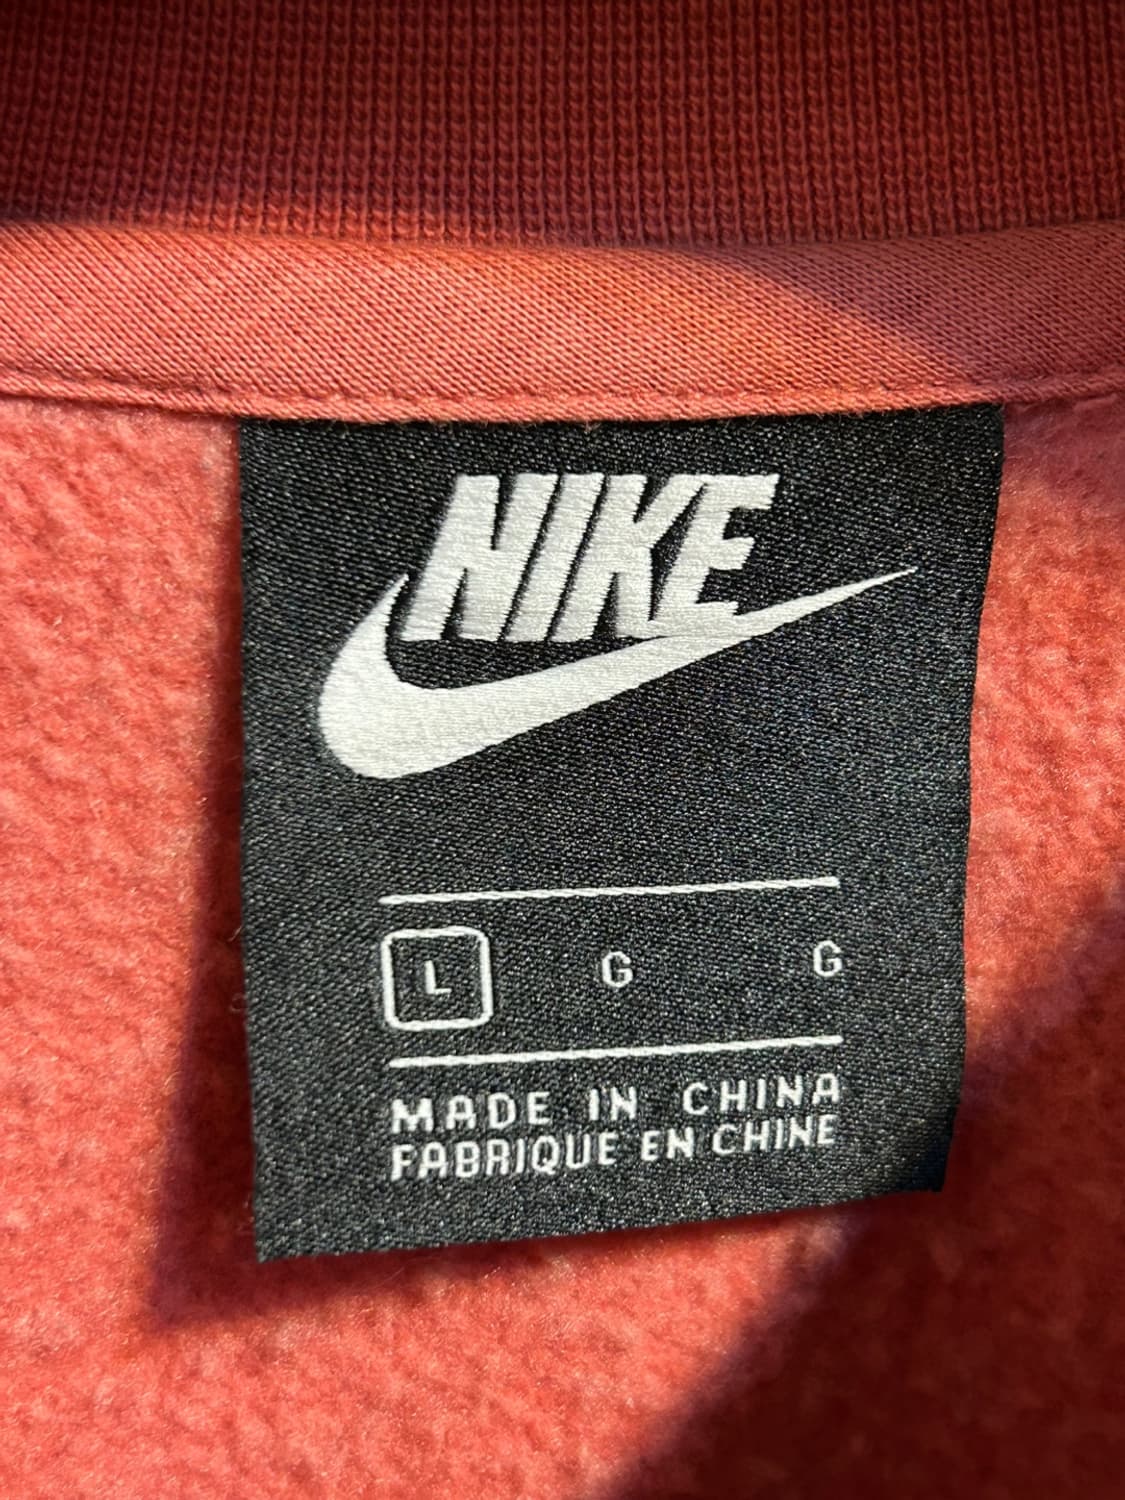 NIKE
L G G
MADE IN CHINA
FABRIQUE EN CHINE